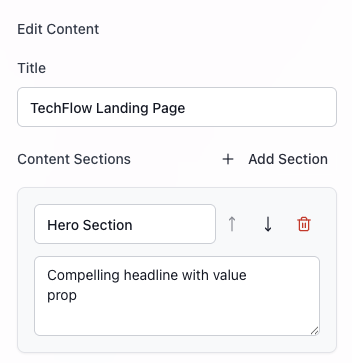 Edit Content
Title
TechFlow Landing Page
Content Sections
Add Section
Hero Section
Compelling headline with value
prop